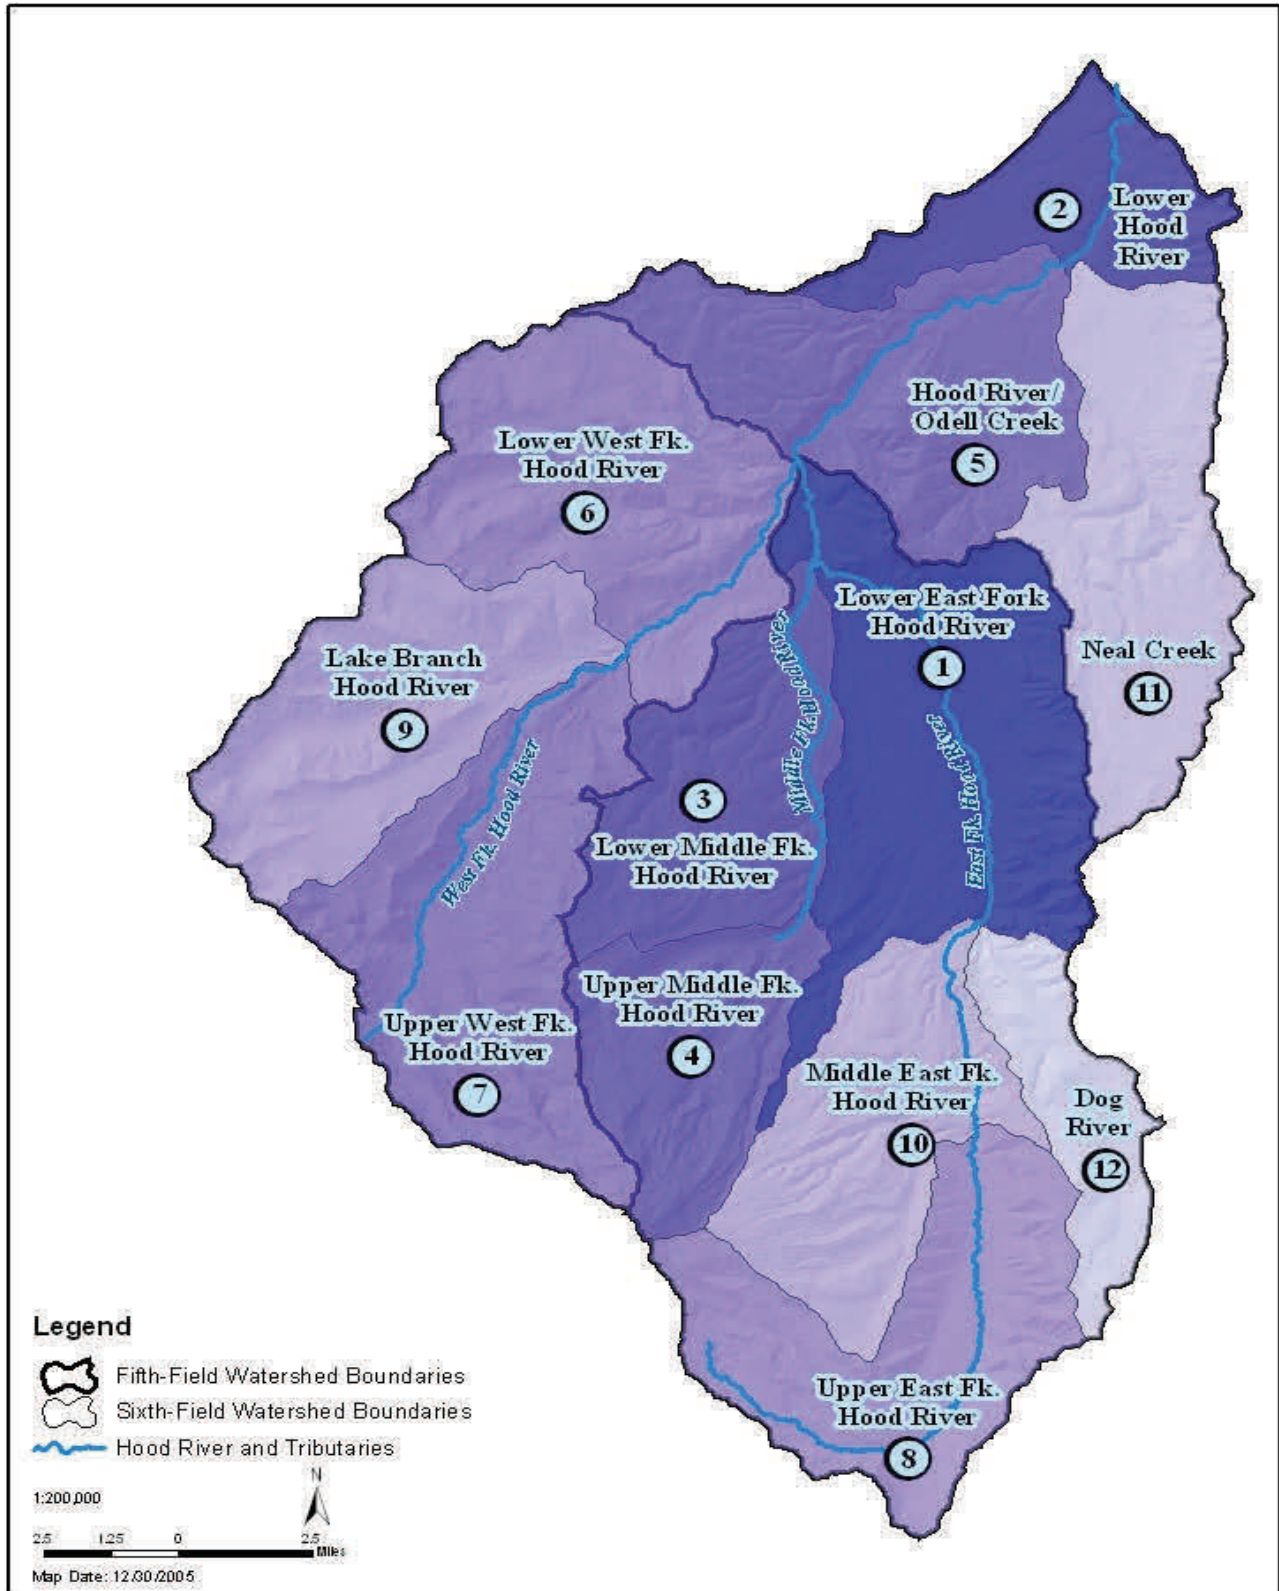 2
Lower
Hood
River
Hood River/
Odell Creek
5
Lower West Fk.
Hood River
6
Lower East Fork
Hood River
1
Neal Creek
11
Lake Branch
Hood River
9
Middle Fk. Hood River
West Fk. Hood River
East Fk. Hood River
3
Lower Middle Fk.
Hood River
Upper Middle Fk.
Hood River
4
Upper West Fk.
Hood River
7
Middle East Fk.
Hood River
10
Dog
River
12
Upper East Fk.
Hood River
8
Legend
Fifth-Field Watershed Boundaries
Sixth-Field Watershed Boundaries
Hood River and Tributaries
N
1:200,000
2.5 1.25 0 2.5
Miles
Map Date: 12/30/2005